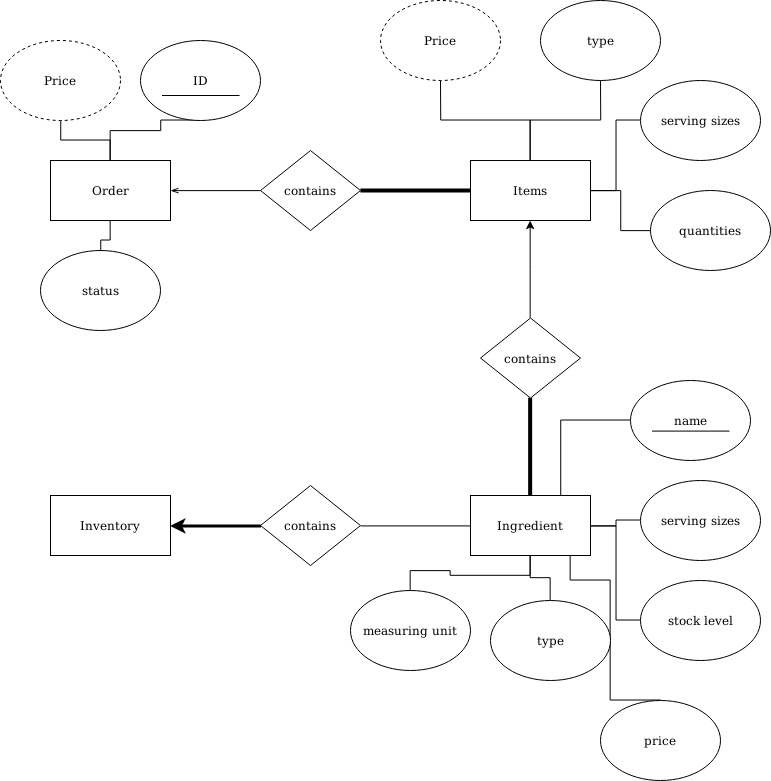 Price
type
Price
ID
serving sizes
Order
contains
Items
quantities
status
contains
name
serving sizes
Inventory
contains
Ingredient
stock level
measuring unit
type
price